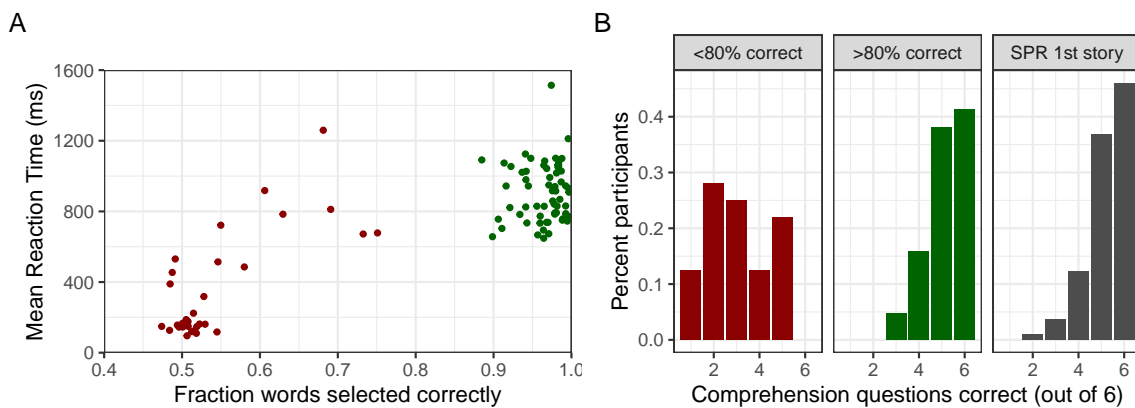 A
Mean Reaction Time (ms)
1600
1200
800
400
0
0.4 0.5 0.6 0.7 0.8 0.9 1.0
Fraction words selected correctly
B
<80% correct >80% correct SPR 1st story
Percent participants
0.4
0.3
0.2
0.1
0.0
2 4 6 2 4 6 2 4 6
Comprehension questions correct (out of 6)